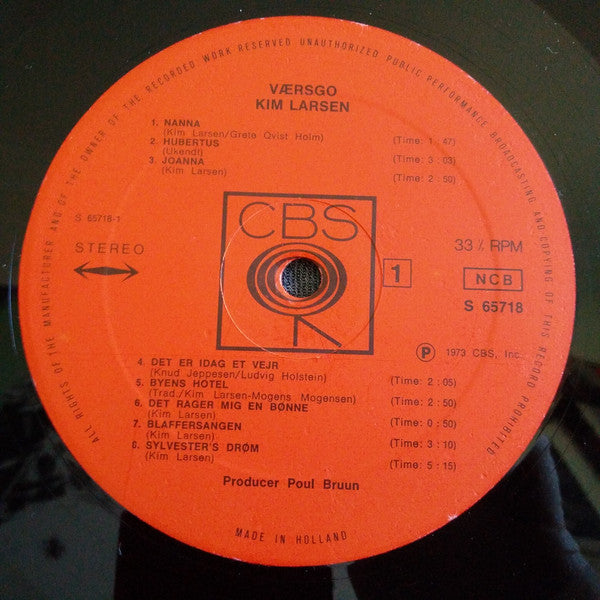 ALL RIGHTS OF THE MANUFACTURER AND OF THE OWNER OF THE RECORDED WORK RESERVED UNAUTHORIZED PUBLIC PERFORMANCE BROADCASTING AND COPYING OF THIS RECORD PROHIBITED
VÆRSGO
KIM LARSEN
1. NANNA
(Kim Larsen/Grete Qvist Holm) (Time: 1 : 47)
2. HUBERTUS
(Ukendt) (Time: 3 : 03)
3. JOANNA
(Kim Larsen) (Time: 2 : 50)
S 65718-1
STEREO
CBS
33⅓ RPM
1
NCB
S 65718
℗ 1973 CBS, Inc.
4. DET ER IDAG ET VEJR
(Knud Jeppesen/Ludvig Holstein) (Time: 2 : 05)
5. BYENS HOTEL
(Trad./Kim Larsen-Mogens Mogensen) (Time: 2 : 50)
6. DET RAGER MIG EN BØNNE
(Kim Larsen) (Time: 0 : 50)
7. BLAFFERSANGEN
(Kim Larsen) (Time: 3 : 10)
8. SYLVESTER'S DRØM
(Kim Larsen) (Time: 5 : 15)
Producer Poul Bruun
MADE IN HOLLAND